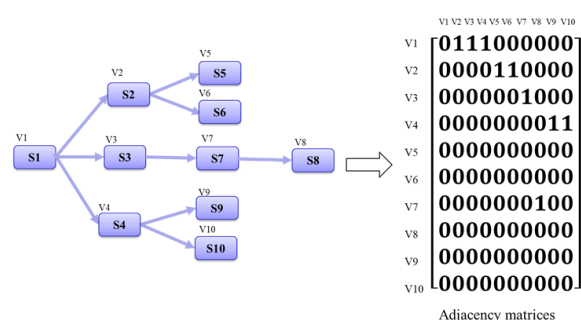 V1
S1
V2
S2
V3
S3
V4
S4
V5
S5
V6
S6
V7
S7
V8
S8
V9
S9
V10
S10
V1 V2 V3 V4 V5 V6 V7 V8 V9 V10
V1 0111000000
V2 0000110000
V3 0000001000
V4 0000000011
V5 0000000000
V6 0000000000
V7 0000000100
V8 0000000000
V9 0000000000
V10 0000000000
Adjacency matrices